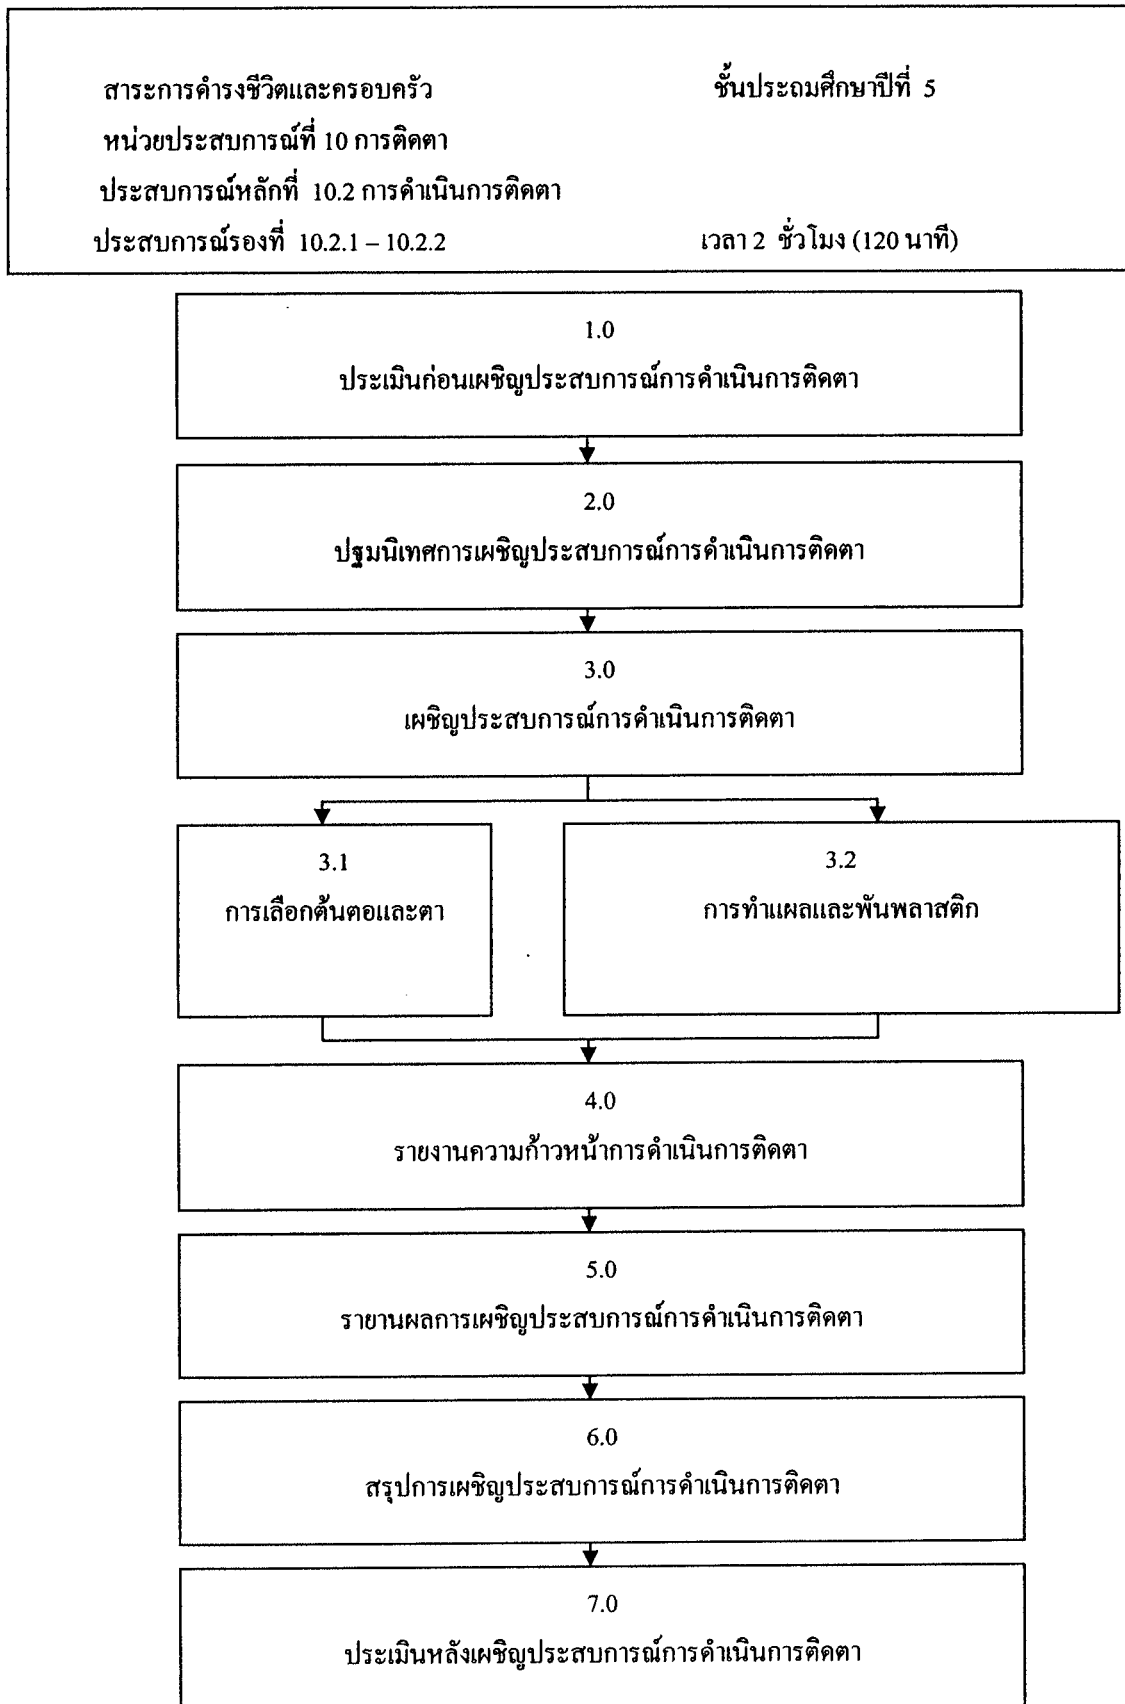 สาระการดำรงชีวิตและครอบครัว ชั้นประถมศึกษาปีที่ 5
หน่วยประสบการณ์ที่ 10 การติดตา
ประสบการณ์หลักที่ 10.2 การดำเนินการติดตา
ประสบการณ์รองที่ 10.2.1 – 10.2.2 เวลา 2 ชั่วโมง (120 นาที)
1.0
ประเมินก่อนเผชิญประสบการณ์การดำเนินการติดตา
2.0
ปฐมนิเทศการเผชิญประสบการณ์การดำเนินการติดตา
3.0
เผชิญประสบการณ์การดำเนินการติดตา
3.1
การเลือกต้นตอและตา
3.2
การทำแผลและพันพลาสติก
4.0
รายงานความก้าวหน้าการดำเนินการติดตา
5.0
รายานผลการเผชิญประสบการณ์การดำเนินการติดตา
6.0
สรุปการเผชิญประสบการณ์การดำเนินการติดตา
7.0
ประเมินหลังเผชิญประสบการณ์การดำเนินการติดตา